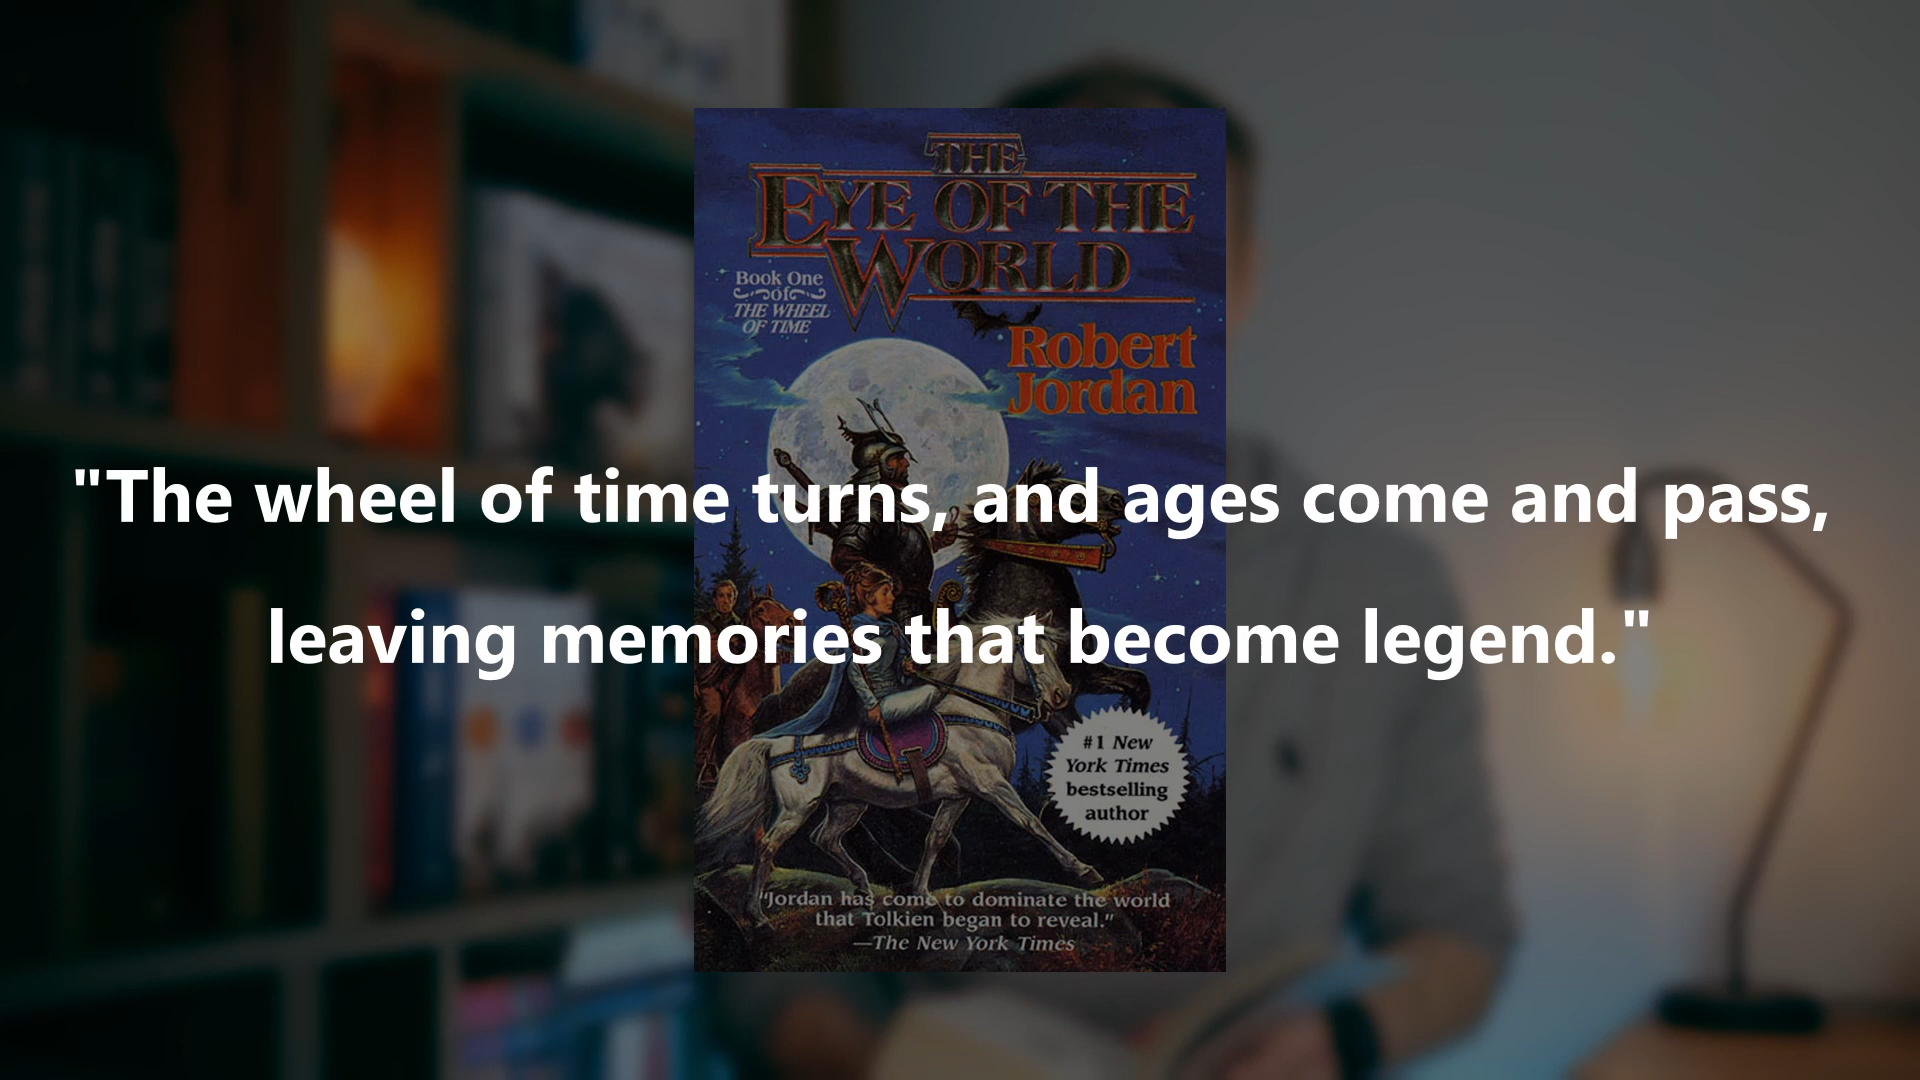 THE
EYE OF THE
WORLD
Book One
of
THE WHEEL
OF TIME
Robert
Jordan
"The wheel of time turns, and ages come and pass,
leaving memories that become legend."
#1 New
York Times
bestselling
author
"Jordan has come to dominate the world
that Tolkien began to reveal."
—The New York Times